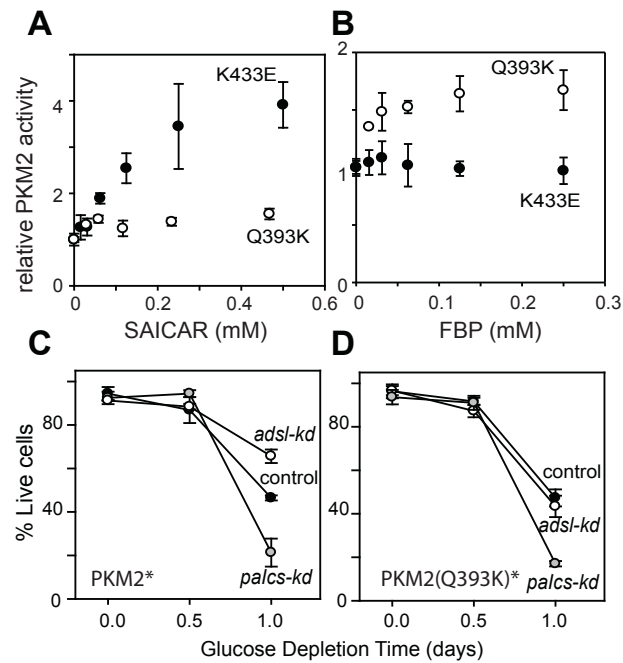 A
B
relative PKM2 activity
4
2
0
K433E
Q393K
0
0.2
0.4
0.6
SAICAR (mM)
2
1
0
Q393K
K433E
0
0.1
0.2
0.3
FBP (mM)
C
D
% Live cells
80
40
0
adsl-kd
control
palcs-kd
PKM2*
0.0
0.5
1.0
80
40
0
control
adsl-kd
palcs-kd
PKM2(Q393K)*
0.0
0.5
1.0
Glucose Depletion Time (days)